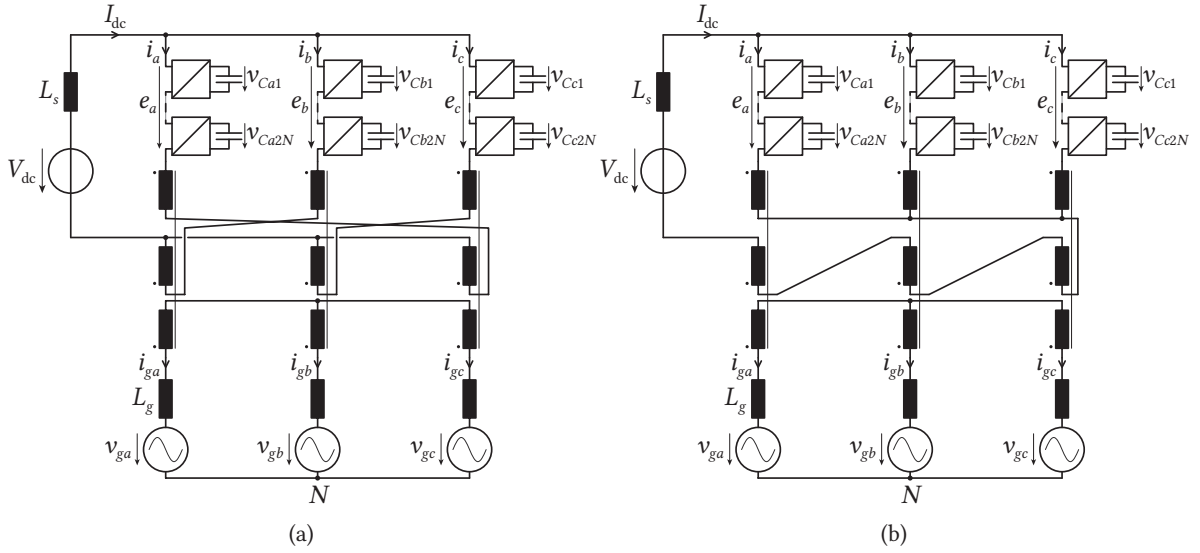 I_dc
i_a i_b i_c
v_Ca1 v_Cb1 v_Cc1
L_s
e_a e_b e_c
v_Ca2N v_Cb2N v_Cc2N
V_dc
i_ga i_gb i_gc
L_g
v_ga v_gb v_gc
N
(a)
I_dc
i_a i_b i_c
v_Ca1 v_Cb1 v_Cc1
L_s
e_a e_b e_c
v_Ca2N v_Cb2N v_Cc2N
V_dc
i_ga i_gb i_gc
L_g
v_ga v_gb v_gc
N
(b)